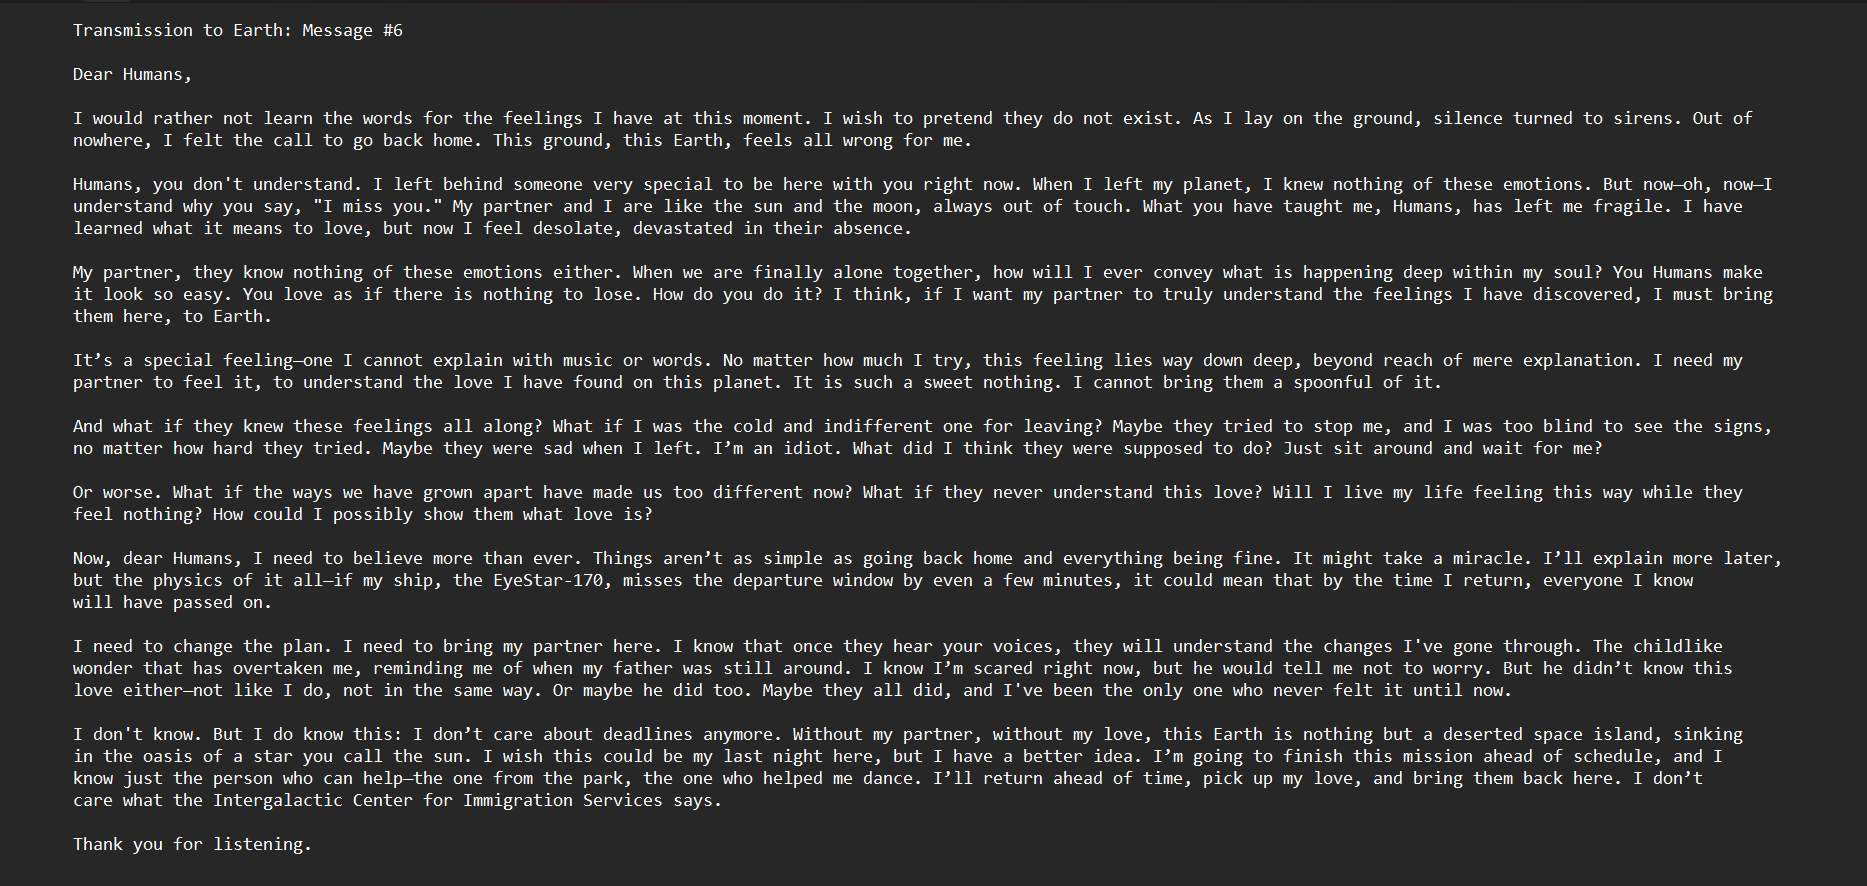 Transmission to Earth: Message #6
Dear Humans,
I would rather not learn the words for the feelings I have at this moment. I wish to pretend they do not exist. As I lay on the ground, silence turned to sirens. Out of
nowhere, I felt the call to go back home. This ground, this Earth, feels all wrong for me.
Humans, you don't understand. I left behind someone very special to be here with you right now. When I left my planet, I knew nothing of these emotions. But now—oh, now—I
understand why you say, "I miss you." My partner and I are like the sun and the moon, always out of touch. What you have taught me, Humans, has left me fragile. I have
learned what it means to love, but now I feel desolate, devastated in their absence.
My partner, they know nothing of these emotions either. When we are finally alone together, how will I ever convey what is happening deep within my soul? You Humans make
it look so easy. You love as if there is nothing to lose. How do you do it? I think, if I want my partner to truly understand the feelings I have discovered, I must bring
them here, to Earth.
It’s a special feeling—one I cannot explain with music or words. No matter how much I try, this feeling lies way down deep, beyond reach of mere explanation. I need my
partner to feel it, to understand the love I have found on this planet. It is such a sweet nothing. I cannot bring them a spoonful of it.
And what if they knew these feelings all along? What if I was the cold and indifferent one for leaving? Maybe they tried to stop me, and I was too blind to see the signs,
no matter how hard they tried. Maybe they were sad when I left. I’m an idiot. What did I think they were supposed to do? Just sit around and wait for me?
Or worse. What if the ways we have grown apart have made us too different now? What if they never understand this love? Will I live my life feeling this way while they
feel nothing? How could I possibly show them what love is?
Now, dear Humans, I need to believe more than ever. Things aren’t as simple as going back home and everything being fine. It might take a miracle. I’ll explain more later,
but the physics of it all—if my ship, the EyeStar-170, misses the departure window by even a few minutes, it could mean that by the time I return, everyone I know
will have passed on.
I need to change the plan. I need to bring my partner here. I know that once they hear your voices, they will understand the changes I've gone through. The childlike
wonder that has overtaken me, reminding me of when my father was still around. I know I’m scared right now, but he would tell me not to worry. But he didn’t know this
love either—not like I do, not in the same way. Or maybe he did too. Maybe they all did, and I've been the only one who never felt it until now.
I don't know. But I do know this: I don’t care about deadlines anymore. Without my partner, without my love, this Earth is nothing but a deserted space island, sinking
in the oasis of a star you call the sun. I wish this could be my last night here, but I have a better idea. I’m going to finish this mission ahead of schedule, and I
know just the person who can help—the one from the park, the one who helped me dance. I’ll return ahead of time, pick up my love, and bring them back here. I don’t
care what the Intergalactic Center for Immigration Services says.
Thank you for listening.